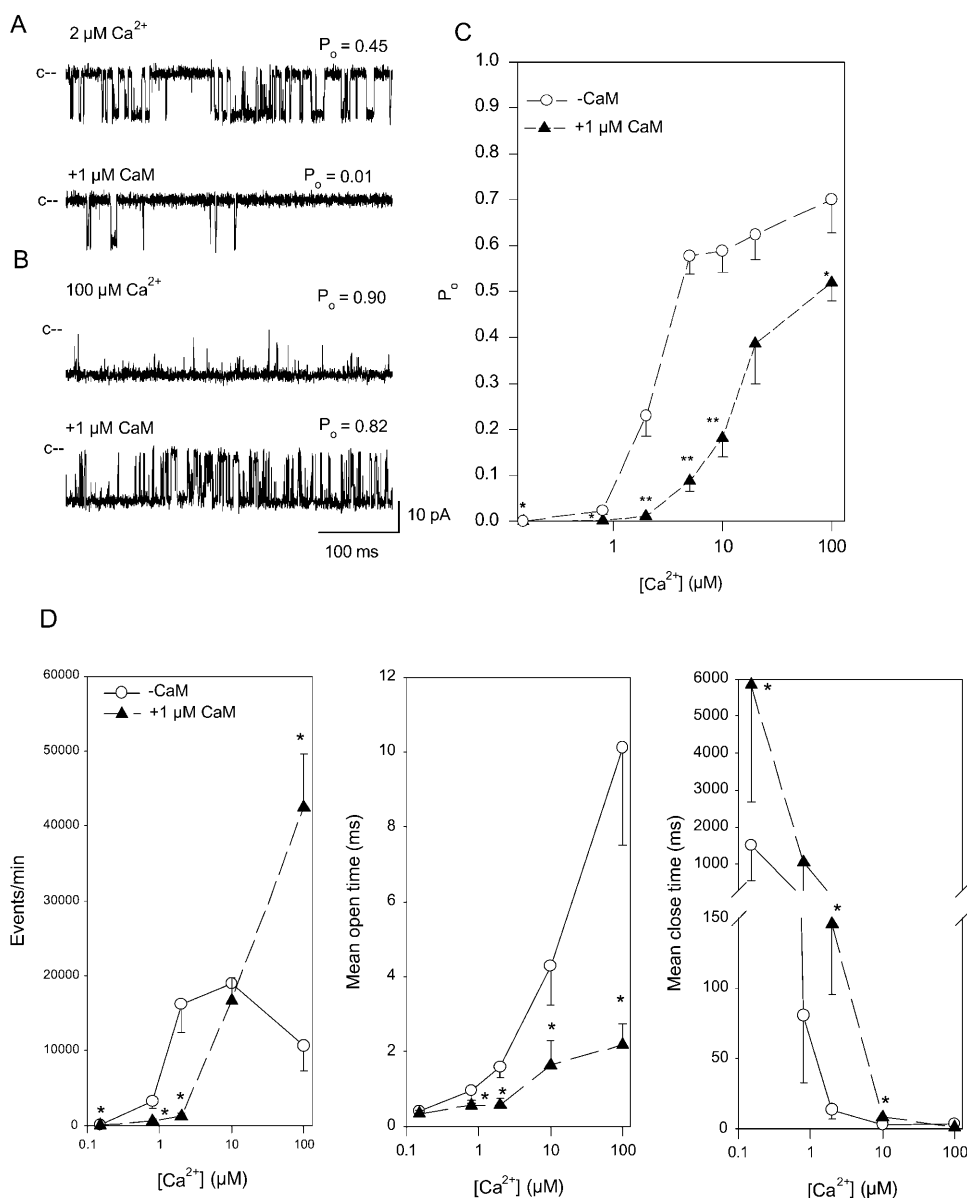 A
2 µM Ca2+
Po = 0.45
c--
+1 µM CaM
Po = 0.01
c--
B
100 µM Ca2+
Po = 0.90
c--
+1 µM CaM
Po = 0.82
c--
10 pA
100 ms
C
1.0
0.9
0.8
0.7
0.6
0.5
0.4
0.3
0.2
0.1
0.0
Po
-CaM
+1 µM CaM
*
*
**
**
**
*
1
10
100
[Ca2+] (µM)
D
60000
50000
40000
30000
20000
10000
0
Events/min
-CaM
+1 µM CaM
*
*
*
*
0.1
1
10
100
[Ca2+] (µM)
12
10
8
6
4
2
0
Mean open time (ms)
*
*
*
*
0.1
1
10
100
[Ca2+] (µM)
6000
5000
4000
3000
2000
1000
150
100
50
0
Mean close time (ms)
*
*
*
0.1
1
10
100
[Ca2+] (µM)